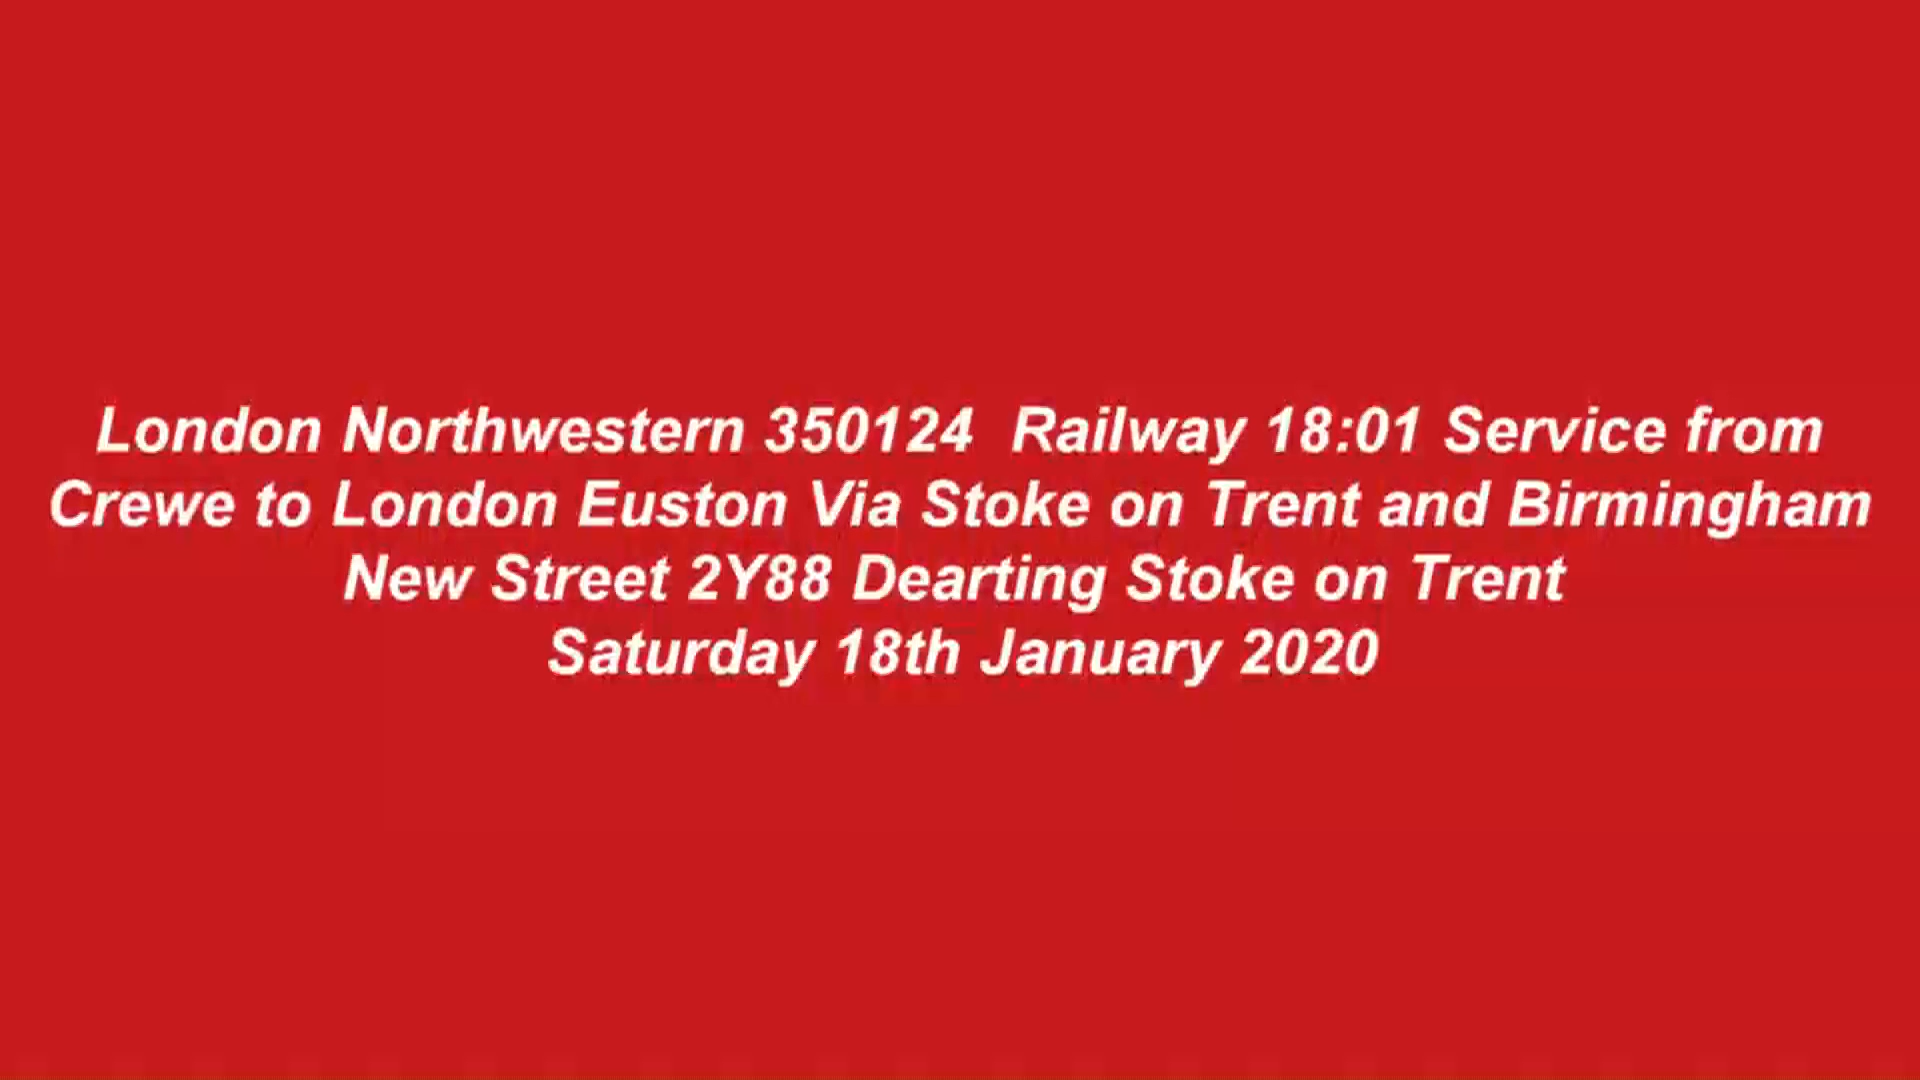 London Northwestern 350124  Railway 18:01 Service from
Crewe to London Euston Via Stoke on Trent and Birmingham
New Street 2Y88 Dearting Stoke on Trent
Saturday 18th January 2020